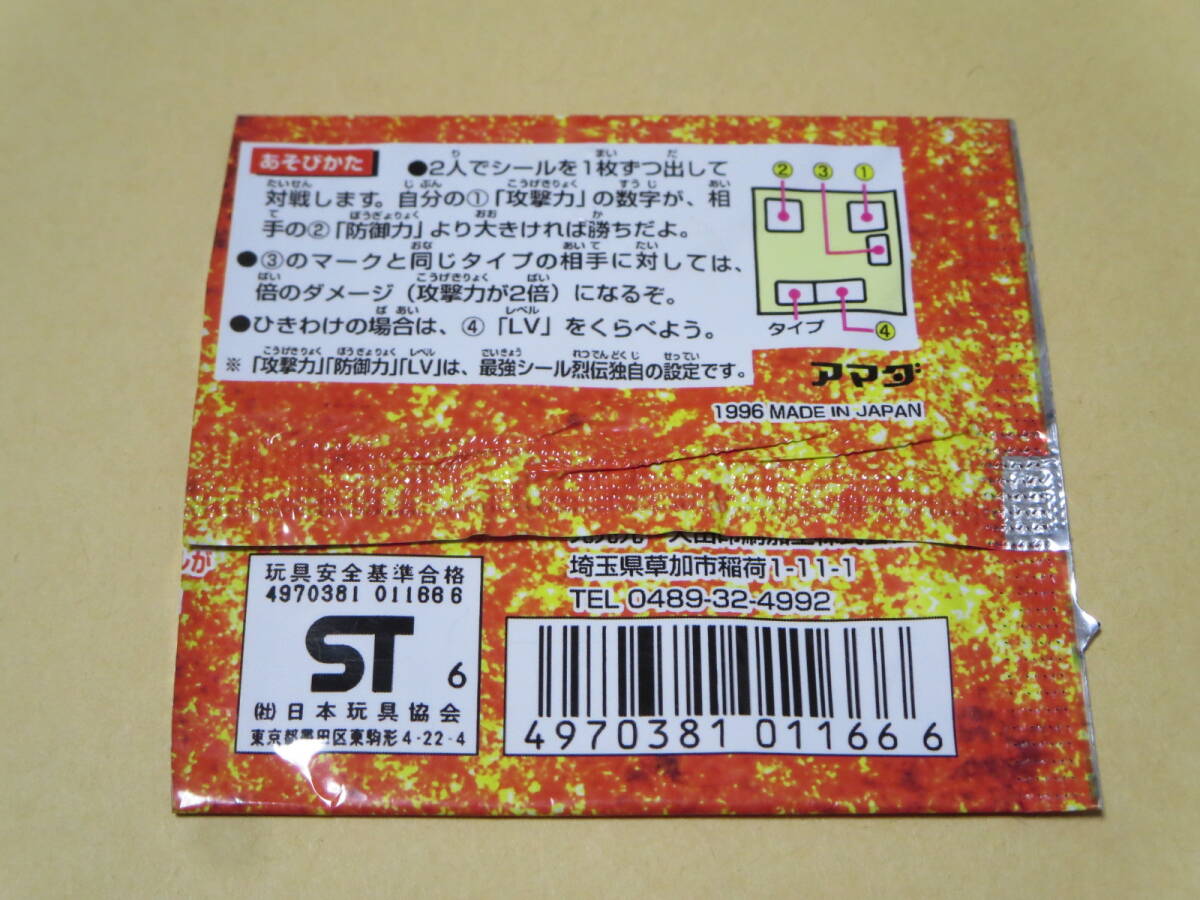 あそびかた
●2人でシールを1枚ずつ出して
対戦します。自分の①「攻撃力」の数字が、相
手の②「防御力」より大きければ勝ちだよ。
●③のマークと同じタイプの相手に対しては、
倍のダメージ（攻撃力が2倍）になるぞ。
●ひきわけの場合は、④「LV」をくらべよう。
※「攻撃力」「防御力」「LV」は、最強シール烈伝独自の設定です。
② ③ ①
タイプ ④
アマダ
1996 MADE IN JAPAN
埼玉県草加市稲荷1-11-1
TEL 0489-32-4992
玩具安全基準合格
4970381 011666
ST 6
(社)日本玩具協会
東京都墨田区東駒形4-22-4
4970381 011666